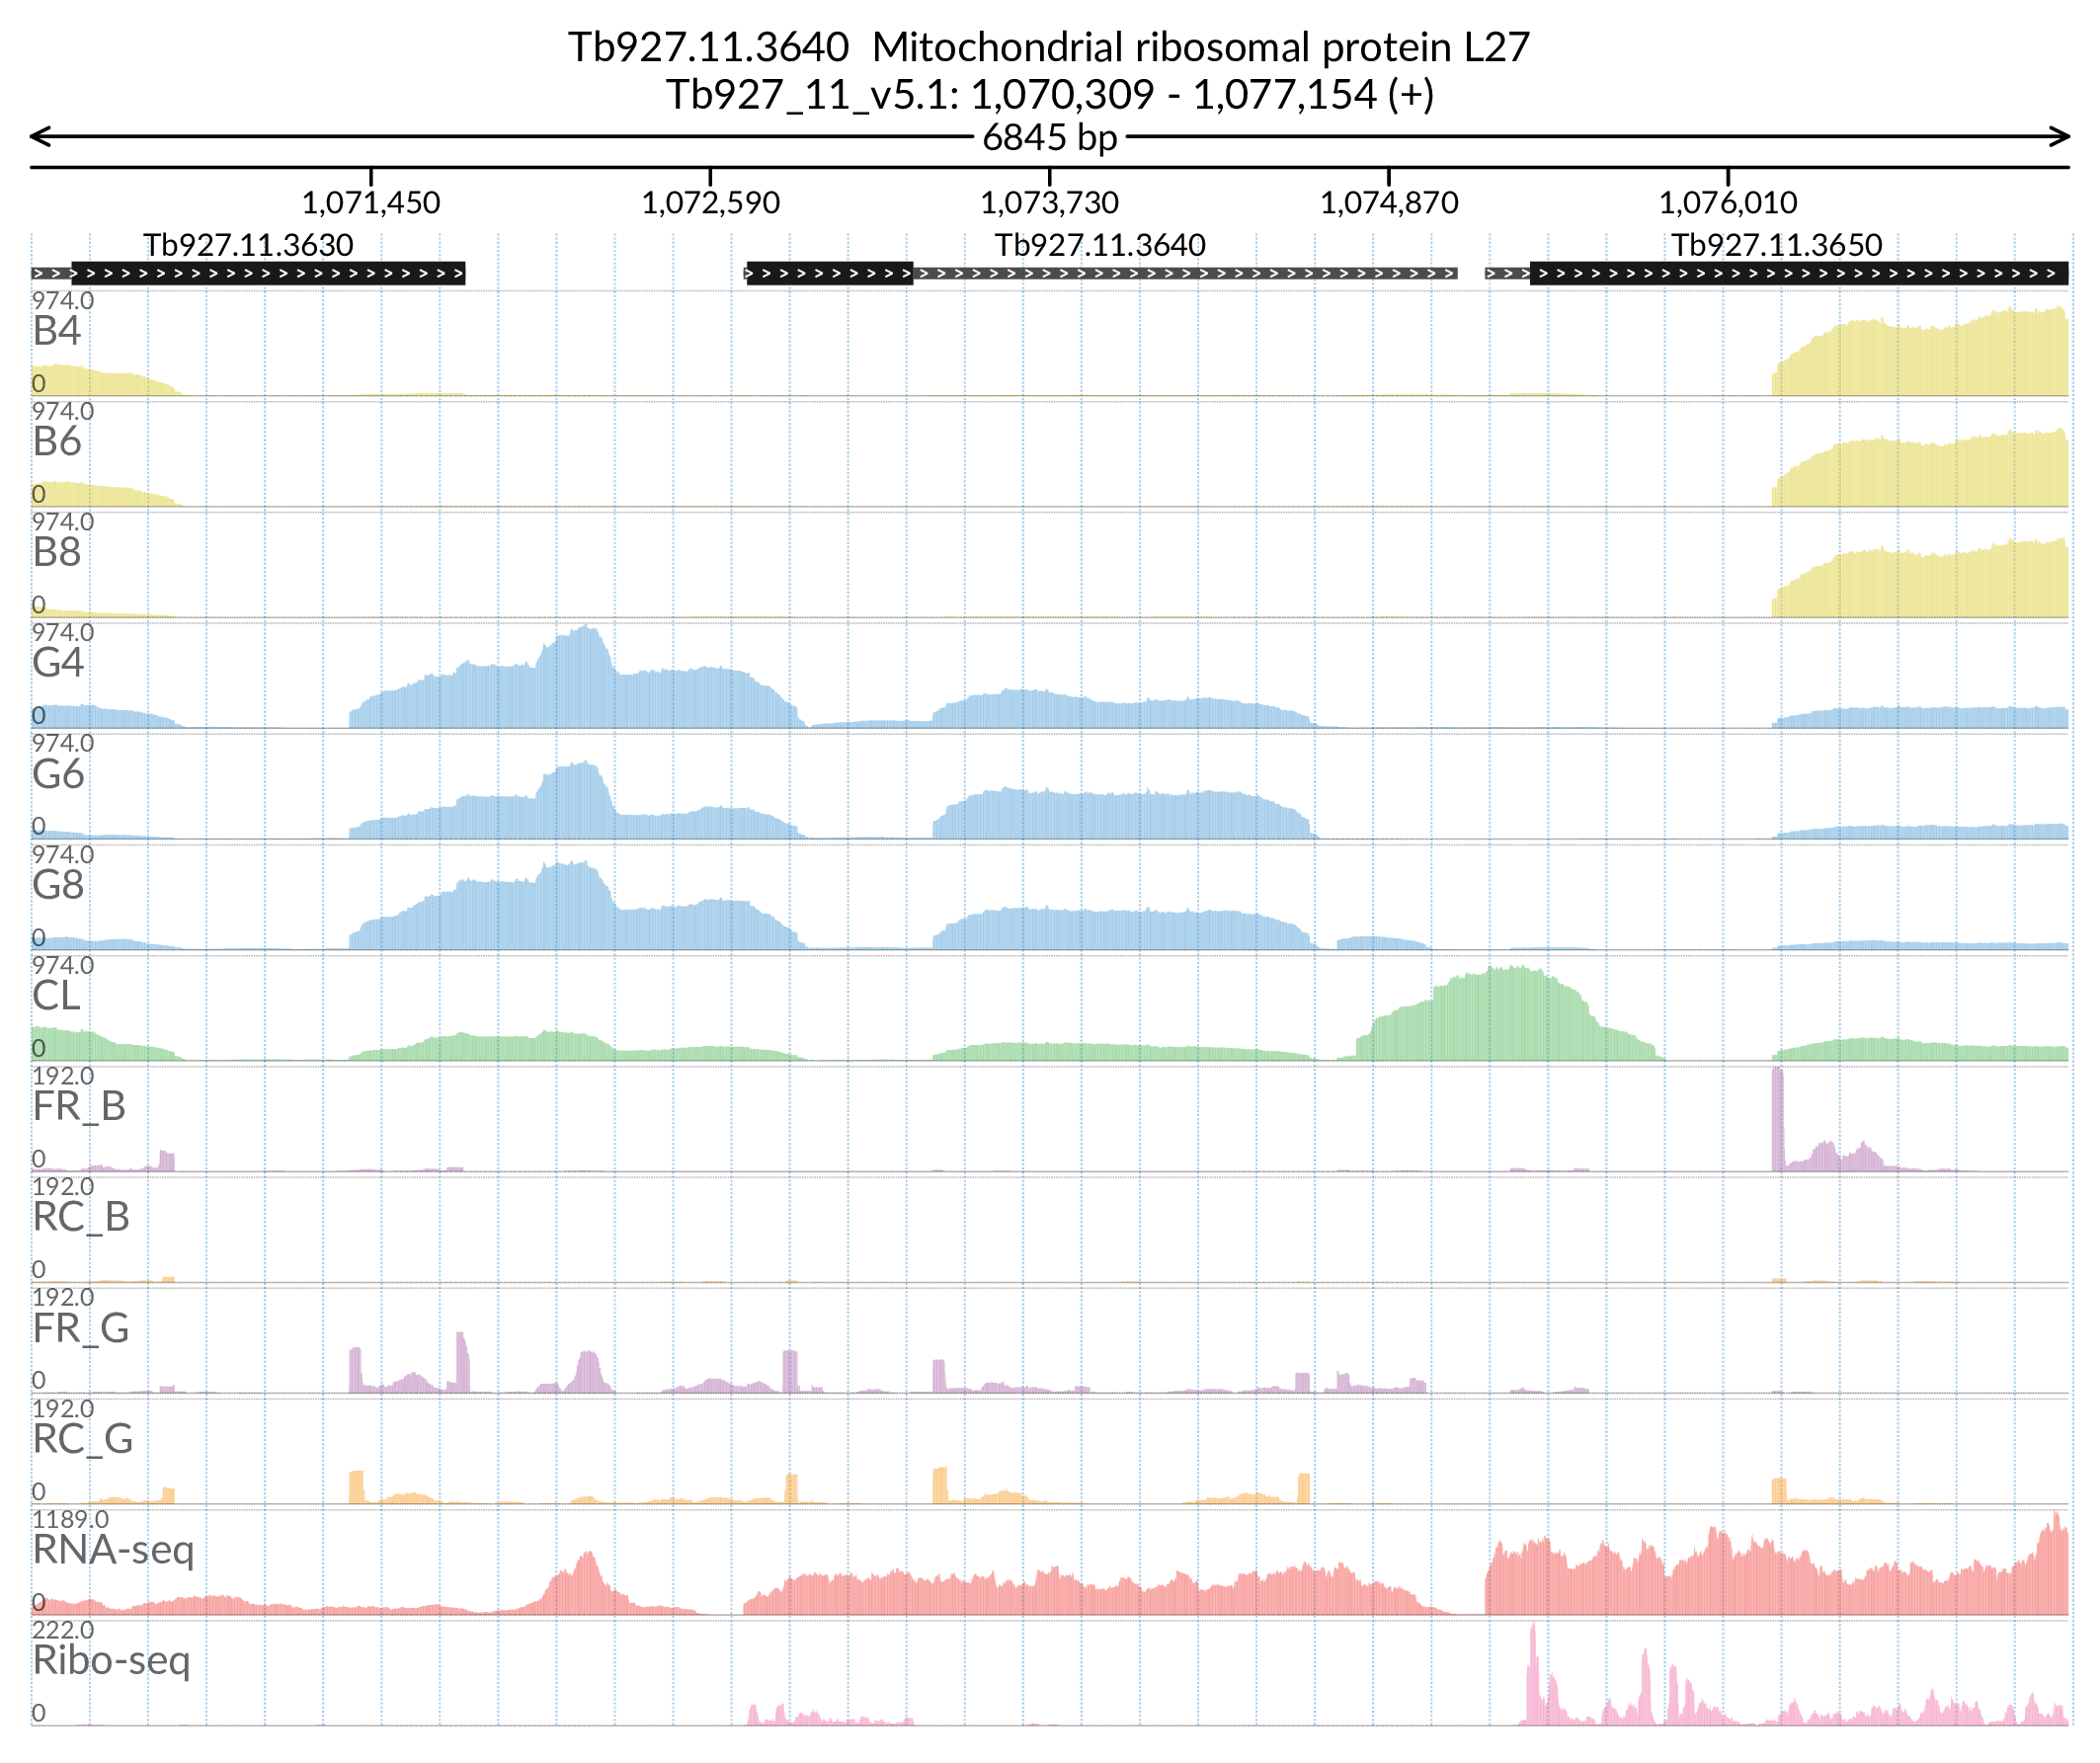 Tb927.11.3640 Mitochondrial ribosomal protein L27
Tb927_11_v5.1: 1,070,309 - 1,077,154 (+)
6845 bp
1,071,450 1,072,590 1,073,730 1,074,870 1,076,010
Tb927.11.3630 Tb927.11.3640 Tb927.11.3650
974.0
B4
0
974.0
B6
0
974.0
B8
0
974.0
G4
0
974.0
G6
0
974.0
G8
0
974.0
CL
0
192.0
FR_B
0
192.0
RC_B
0
192.0
FR_G
0
192.0
RC_G
0
1189.0
RNA-seq
0
222.0
Ribo-seq
0